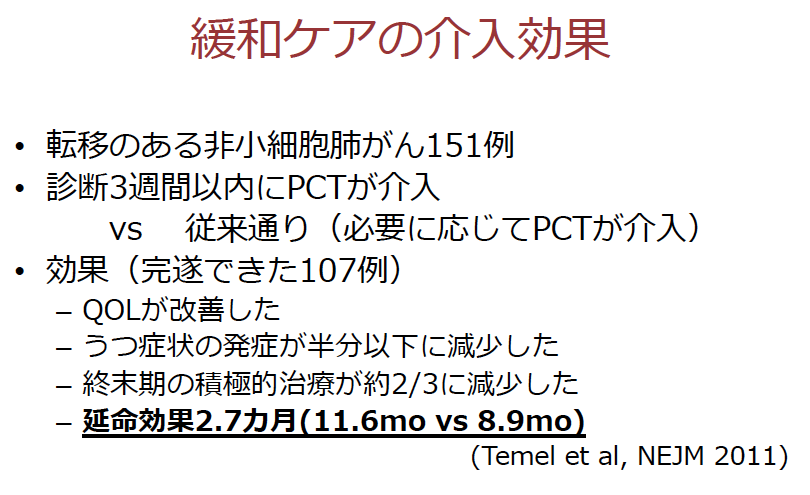 緩和ケアの介入効果
• 転移のある非小細胞肺がん151例
• 診断3週間以内にPCTが介入
vs 従来通り（必要に応じてPCTが介入）
• 効果（完遂できた107例）
– QOLが改善した
– うつ症状の発症が半分以下に減少した
– 終末期の積極的治療が約2/3に減少した
– 延命効果2.7カ月(11.6mo vs 8.9mo)
(Temel et al, NEJM 2011)